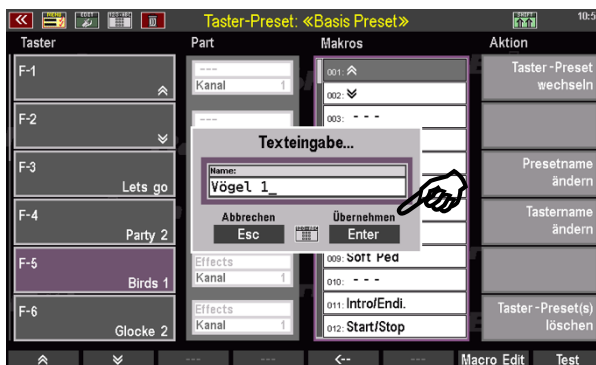 Taster-Preset: «Basis Preset»
10:5
Taster
Part
Makros
Aktion
F-1
F-2
F-3
Lets go
F-4
Party 2
F-5
Birds 1
F-6
Glocke 2
---
Kanal 1
---
Effects
Kanal 1
Effects
Kanal 1
001:
002:
003: - - -
009: Soft Ped
010: - - -
011: Intro/Endi.
012: Start/Stop
Taster-Preset
wechseln
Presetname
ändern
Tastername
ändern
Taster-Preset(s)
löschen
Texteingabe...
Name:
Vögel 1_
Abbrechen
Übernehmen
Esc
Enter
---
---
<--
---
Macro Edit
Test